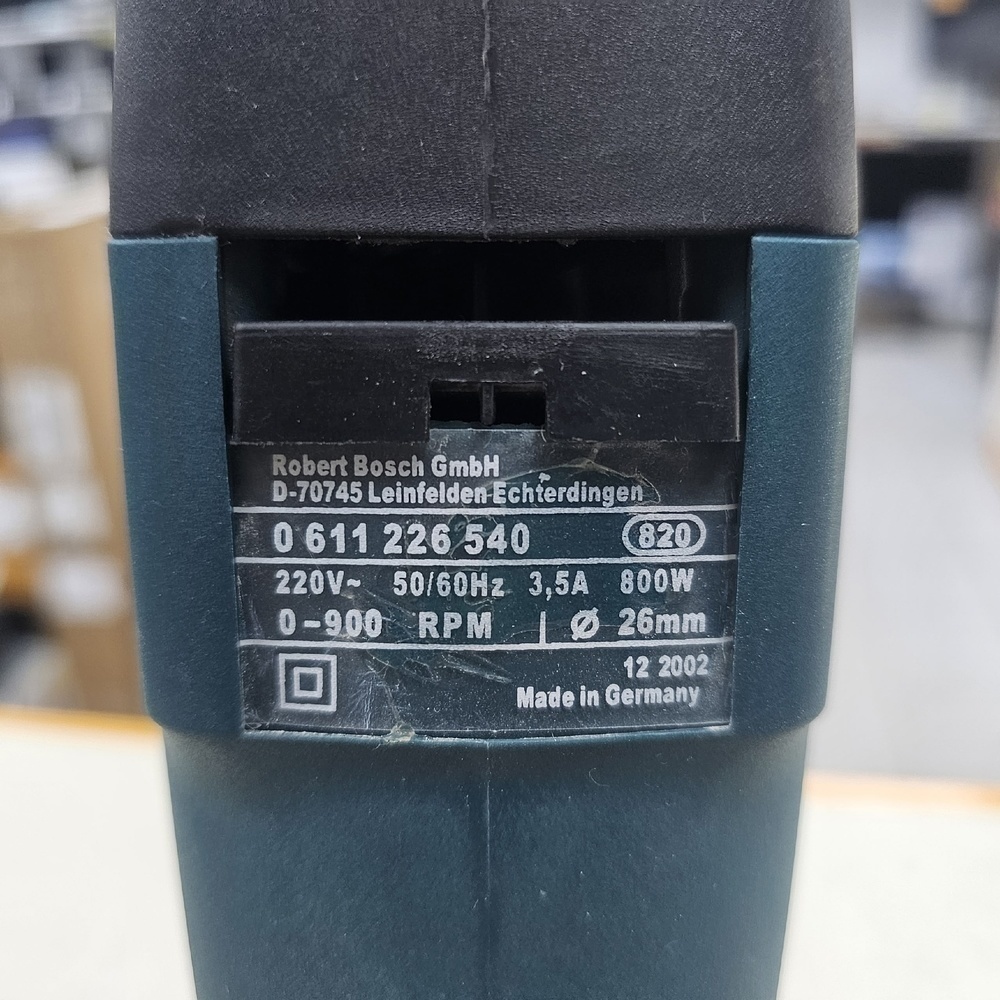 Robert Bosch GmbH
D-70745 Leinfelden Echterdingen
0 611 226 540 820
220V~ 50/60Hz 3,5A 800W
0-900 RPM Ø 26mm
12 2002
Made in Germany